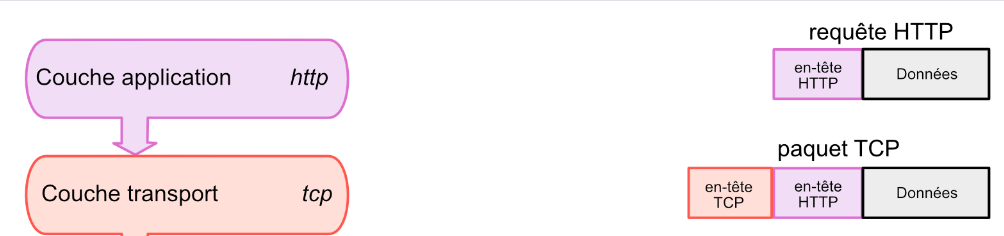 requête HTTP
Couche application http
en-tête
HTTP
Données
paquet TCP
Couche transport tcp
en-tête
TCP
en-tête
HTTP
Données